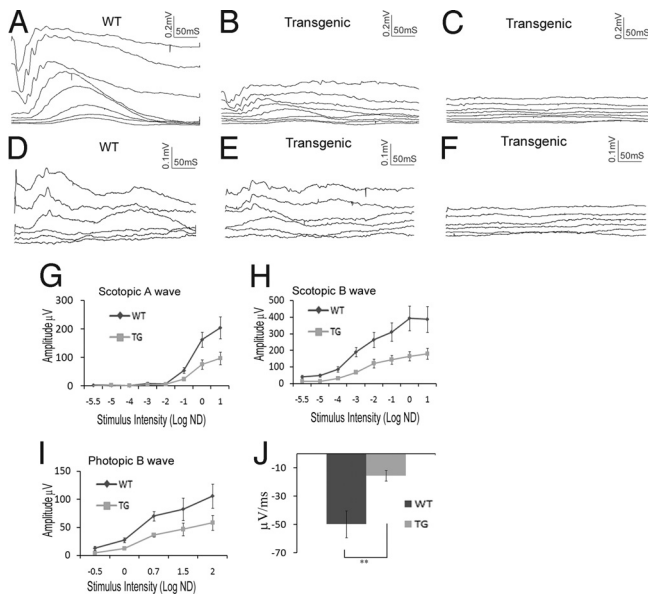 A
WT
0.2mV
50mS
B
Transgenic
0.2mV
50mS
C
Transgenic
0.2mV
50mS
D
WT
0.1mV
50mS
E
Transgenic
0.1mV
50mS
F
Transgenic
0.1mV
50mS
G
Scotopic A wave
Amplitude µV
300
200
100
0
WT
TG
-5.5 -5 -4 -3 -2 -1 0 1
Stimulus Intensity (Log ND)
H
Scotopic B wave
Amplitude µV
500
400
300
200
100
0
WT
TG
-5.5 -5 -4 -3 -2 -1 0 1
Stimulus Intensity (Log ND)
I
Photopic B wave
Amplitude µV
150
100
50
0
WT
TG
-0.5 0 0.7 1.5 2
Stimulus Intensity (Log ND)
J
µV/ms
-10
-30
-50
-70
WT
TG
**